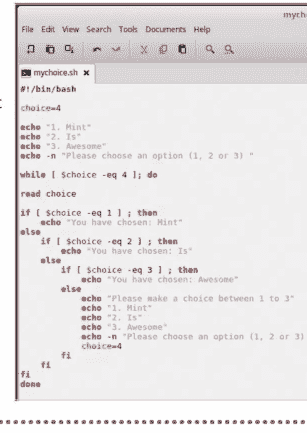 mycho
File Edit View Search Tools Documents Help
mychoice.sh ×
#!/bin/bash
choice=4
echo "1. Mint"
echo "2. Is"
echo "3. Awesome"
echo -n "Please choose an option (1, 2 or 3) "
while [ $choice -eq 4 ]; do
read choice
if [ $choice -eq 1 ] ; then
echo "You have chosen: Mint"
else
if [ $choice -eq 2 ] ; then
echo "You have chosen: Is"
else
if [ $choice -eq 3 ] ; then
echo "You have chosen: Awesome"
else
echo "Please make a choice between 1 to 3"
echo "1. Mint"
echo "2. Is"
echo "3. Awesome"
echo -n "Please choose an option (1, 2 or 3)
choice=4
fi
fi
fi
done